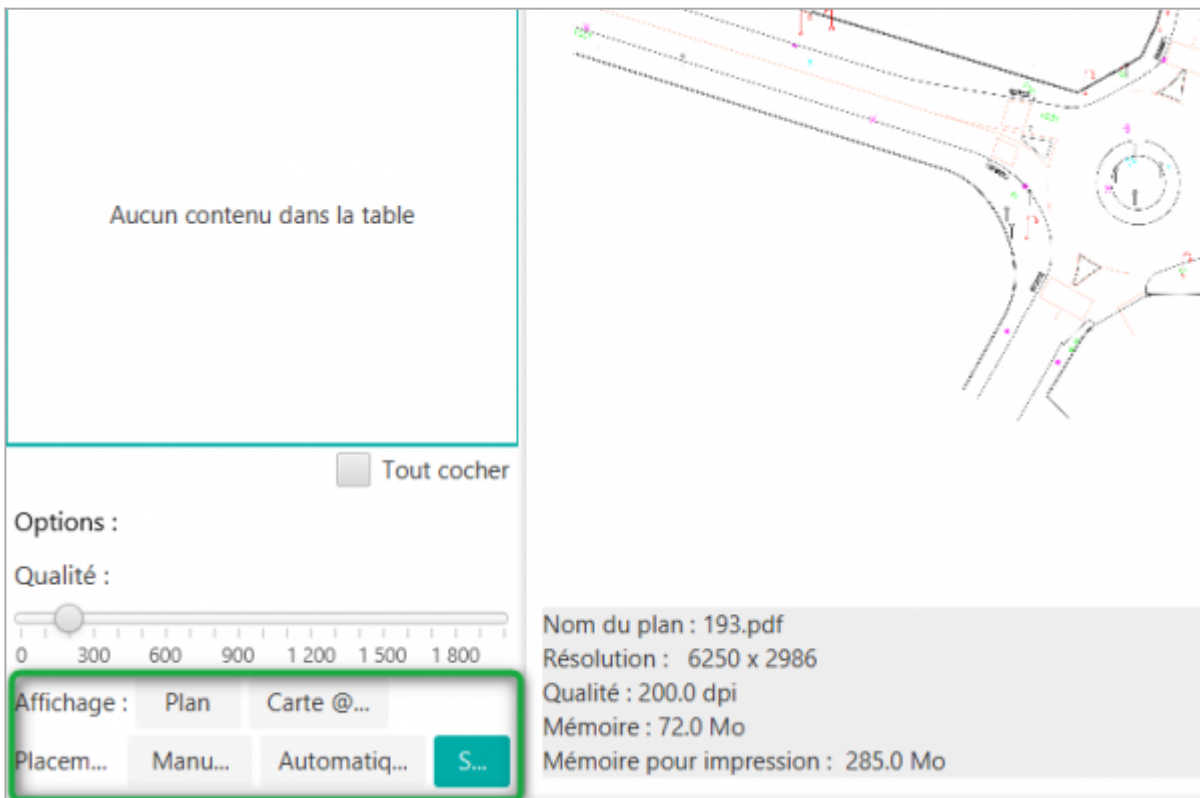 Aucun contenu dans la table
Tout cocher
Options :
Qualité :
0 300 600 900 1 200 1 500 1 800
Affichage : Plan Carte @...
Placem... Manu... Automatiq... S...
Nom du plan : 193.pdf
Résolution : 6250 x 2986
Qualité : 200.0 dpi
Mémoire : 72.0 Mo
Mémoire pour impression : 285.0 Mo